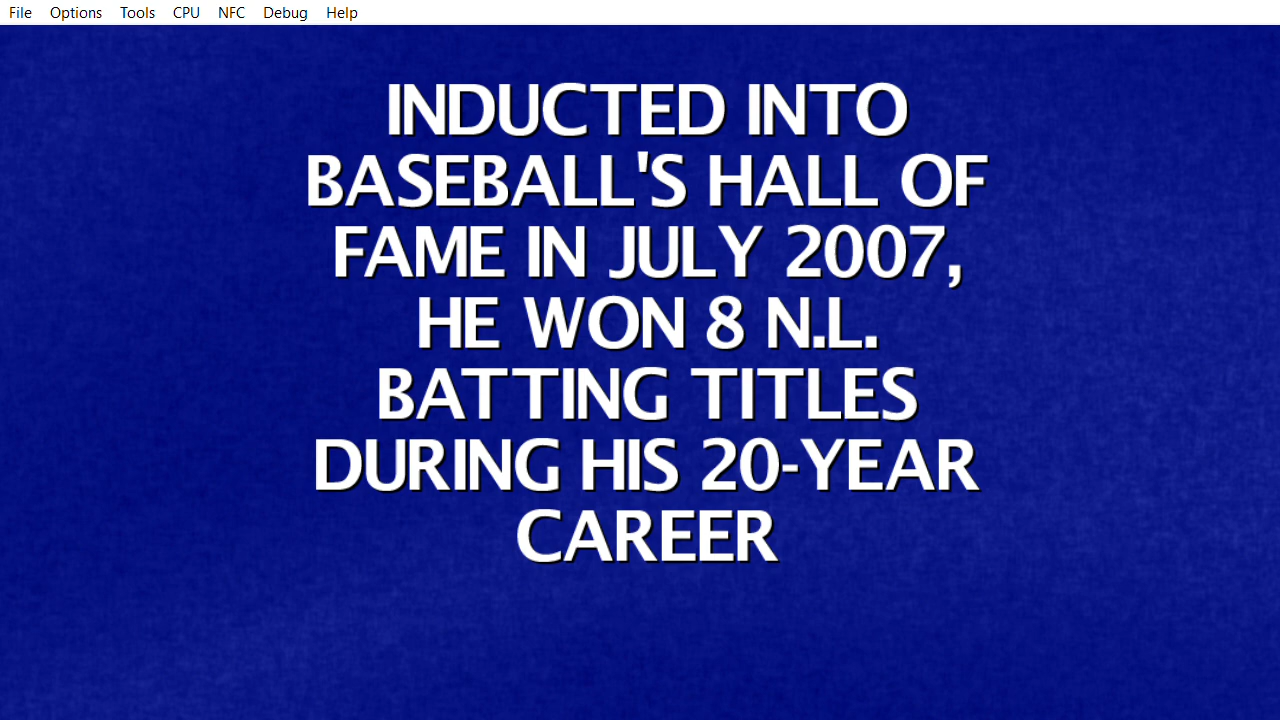 File Options Tools CPU NFC Debug Help
INDUCTED INTO
BASEBALL'S HALL OF
FAME IN JULY 2007,
HE WON 8 N.L.
BATTING TITLES
DURING HIS 20-YEAR
CAREER